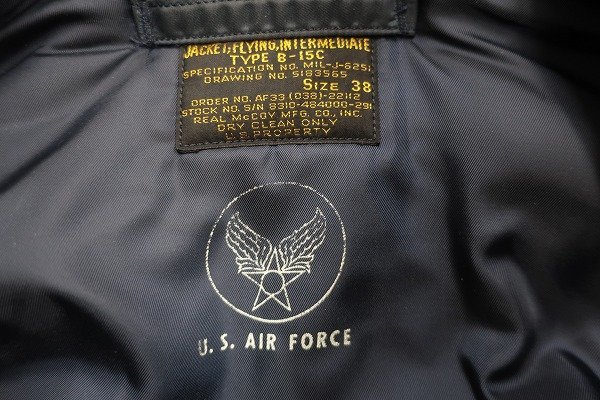 JACKET, FLYING, INTERMEDIATE
TYPE B-15C
SPECIFICATION NO. MIL-J-6251
DRAWING NO. 5183565
SIZE 38
ORDER NO. AF33 (038)-22112
STOCK NO. S/N 8310-484000-291
REAL McCOY MFG. CO., INC.
DRY CLEAN ONLY
U.S. PROPERTY
U. S. AIR FORCE